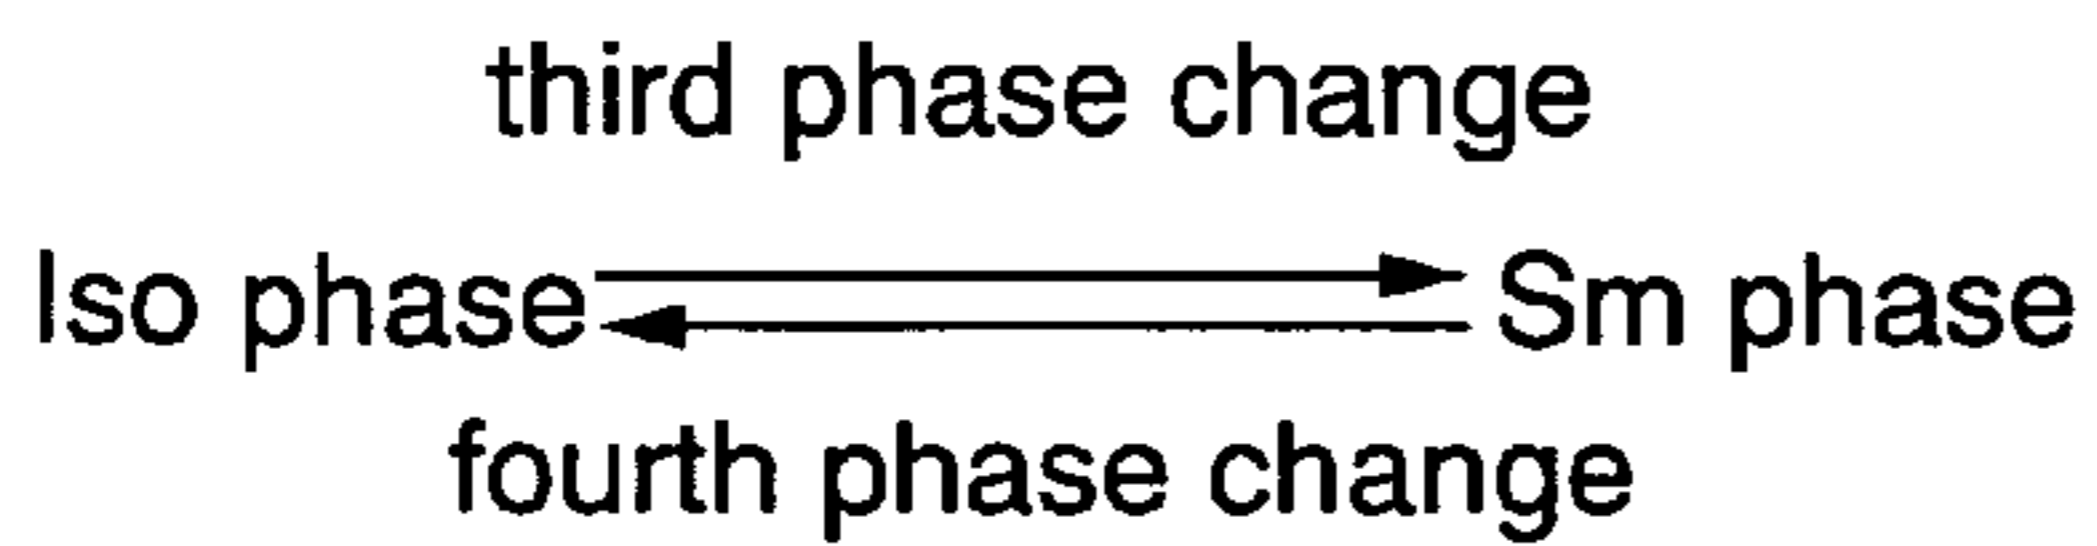 third phase change
Iso phase Sm phase
fourth phase change